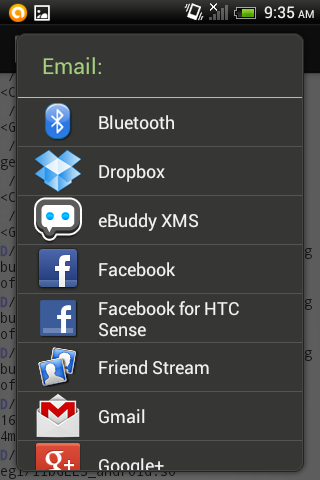 9:35 AM
Email:
Bluetooth
Dropbox
eBuddy XMS
Facebook
Facebook for HTC
Sense
Friend Stream
Gmail
Google+